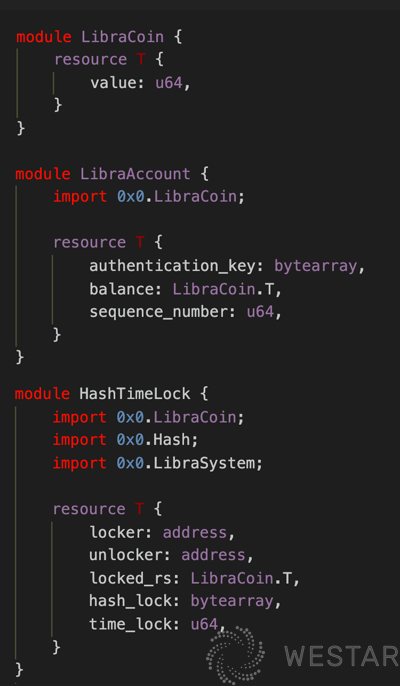 module LibraCoin {
resource T {
value: u64,
}
}
module LibraAccount {
import 0x0.LibraCoin;
resource T {
authentication_key: bytearray,
balance: LibraCoin.T,
sequence_number: u64,
}
}
module HashTimeLock {
import 0x0.LibraCoin;
import 0x0.Hash;
import 0x0.LibraSystem;
resource T {
locker: address,
unlocker: address,
locked_rs: LibraCoin.T,
hash_lock: bytearray,
time_lock: u64,
}
}
WESTAR